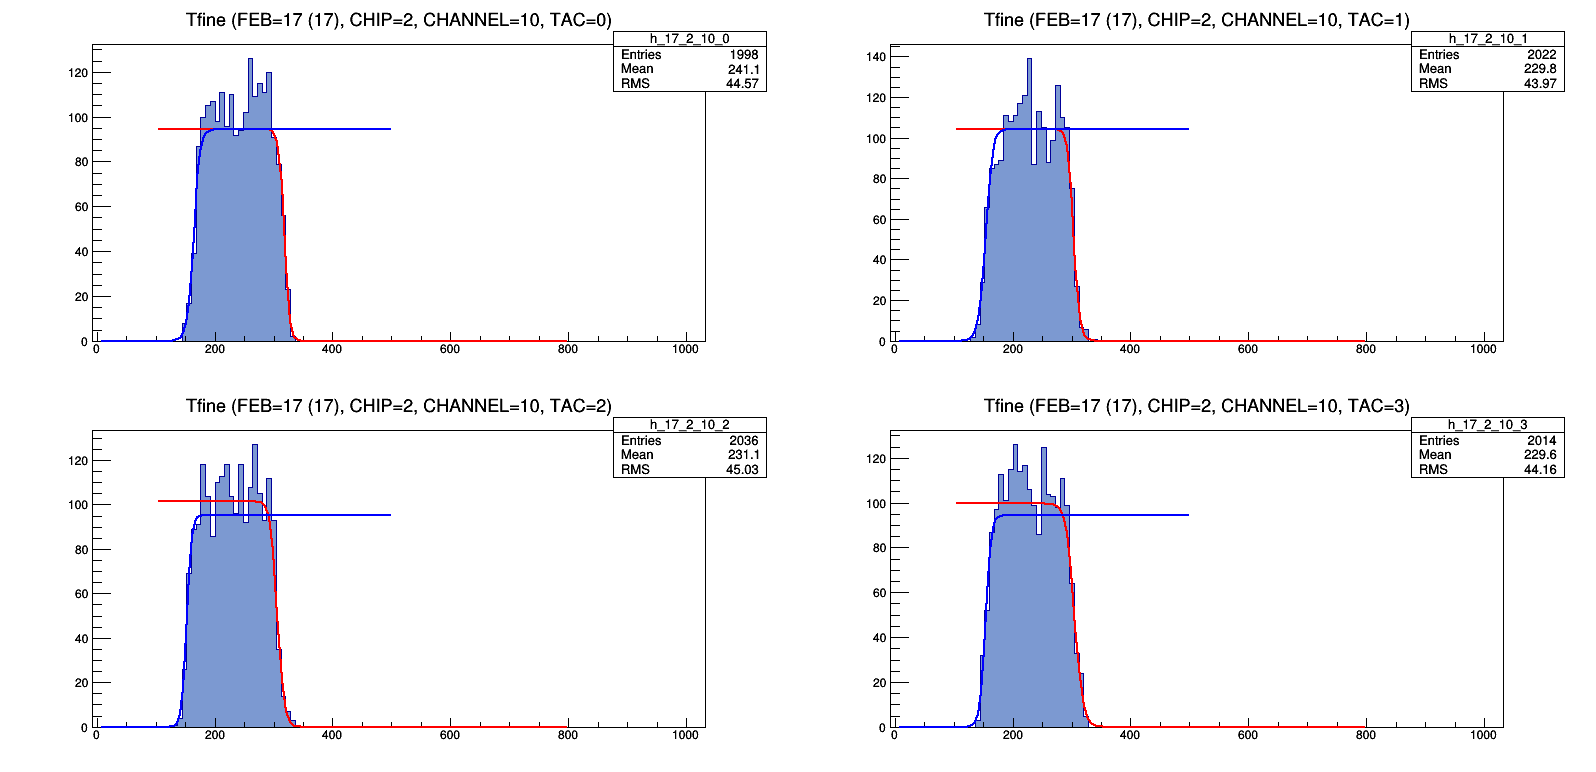 Tfine (FEB=17 (17), CHIP=2, CHANNEL=10, TAC=0)
h_17_2_10_0
Entries 1998
Mean 241.1
RMS 44.57
120
100
80
60
40
20
0
0 200 400 600 800 1000
Tfine (FEB=17 (17), CHIP=2, CHANNEL=10, TAC=1)
h_17_2_10_1
Entries 2022
Mean 229.8
RMS 43.97
140
120
100
80
60
40
20
0
0 200 400 600 800 1000
Tfine (FEB=17 (17), CHIP=2, CHANNEL=10, TAC=2)
h_17_2_10_2
Entries 2036
Mean 231.1
RMS 45.03
120
100
80
60
40
20
0
0 200 400 600 800 1000
Tfine (FEB=17 (17), CHIP=2, CHANNEL=10, TAC=3)
h_17_2_10_3
Entries 2014
Mean 229.6
RMS 44.16
120
100
80
60
40
20
0
0 200 400 600 800 1000